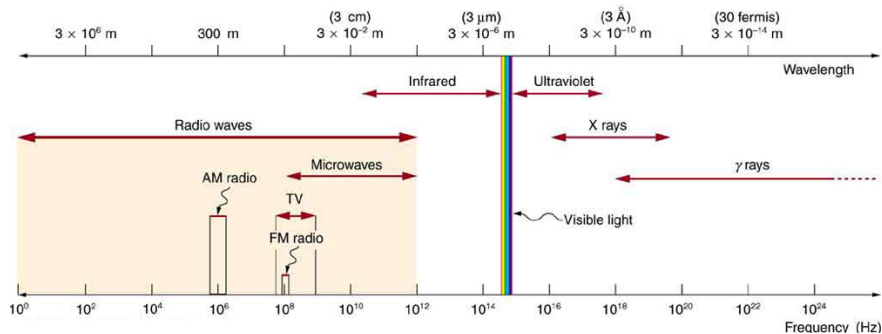 (3 cm) (3 μm) (3 Å) (30 fermis)
3 × 10⁶ m 300 m 3 × 10⁻² m 3 × 10⁻⁶ m 3 × 10⁻¹⁰ m 3 × 10⁻¹⁴ m
Wavelength
Infrared Ultraviolet
Radio waves X rays
Microwaves γ rays
AM radio
TV
Visible light
FM radio
10⁰ 10² 10⁴ 10⁶ 10⁸ 10¹⁰ 10¹² 10¹⁴ 10¹⁶ 10¹⁸ 10²⁰ 10²² 10²⁴
Frequency (Hz)